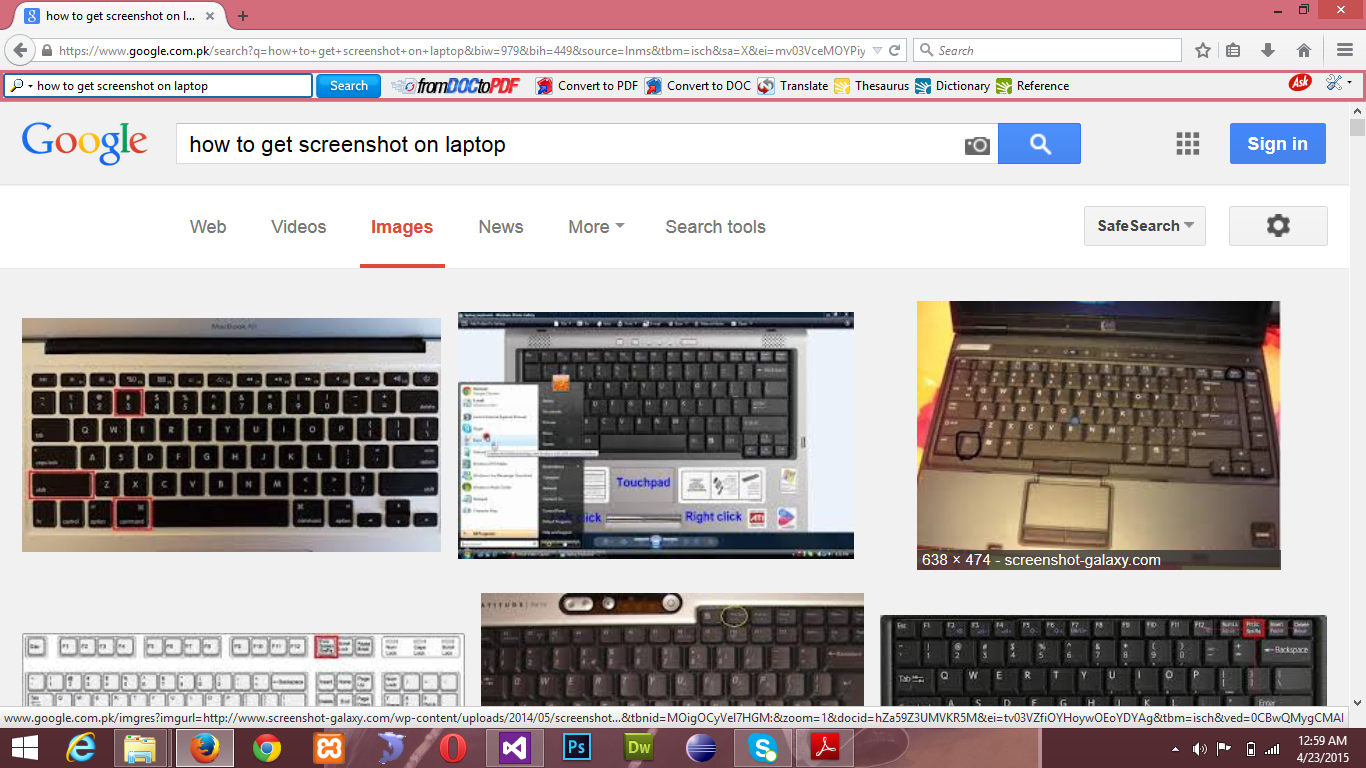 how to get screenshot on l...
https://www.google.com.pk/search?q=how+to+get+screenshot+on+laptop&biw=979&bih=449&source=lnms&tbm=isch&sa=X&ei=mv03VceMOYPiy
Search
how to get screenshot on laptop
Search
fromDOCtoPDF
Convert to PDF
Convert to DOC
Translate
Thesaurus
Dictionary
Reference
Ask
Google
how to get screenshot on laptop
Sign in
Web
Videos
Images
News
More
Search tools
SafeSearch
MacBook Air
Touchpad
click
Right click
ATI
638 × 474 - screenshot-galaxy.com
Backspace
www.google.com.pk/imgres?imgurl=http://www.screenshot-galaxy.com/wp-content/uploads/2014/05/screenshot...&tbnid=MOigOCyVel7HGM:&zoom=1&docid=hZa59Z3UMVKR5M&ei=tv03VZfiOYHoywOEoYDYAg&tbm=isch&ved=0CBwQMygCMAI
Ps
Dw
12:59 AM
4/23/2015